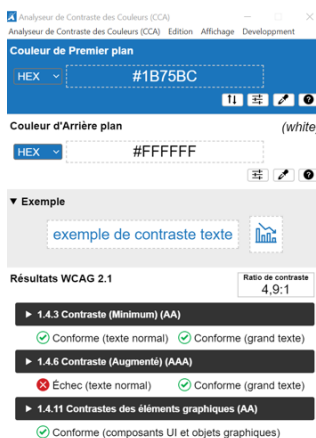 Analyseur de Contraste des Couleurs (CCA)
Analyseur de Contraste des Couleurs (CCA) Edition Affichage Developpment
Couleur de Premier plan
HEX #1B75BC
Couleur d'Arrière plan (white
HEX #FFFFFF
▼ Exemple
exemple de contraste texte
Résultats WCAG 2.1
Ratio de contraste
4,9:1
► 1.4.3 Contraste (Minimum) (AA)
Conforme (texte normal) Conforme (grand texte)
► 1.4.6 Contraste (Augmenté) (AAA)
Échec (texte normal) Conforme (grand texte)
► 1.4.11 Contrastes des éléments graphiques (AA)
Conforme (composants UI et objets graphiques)